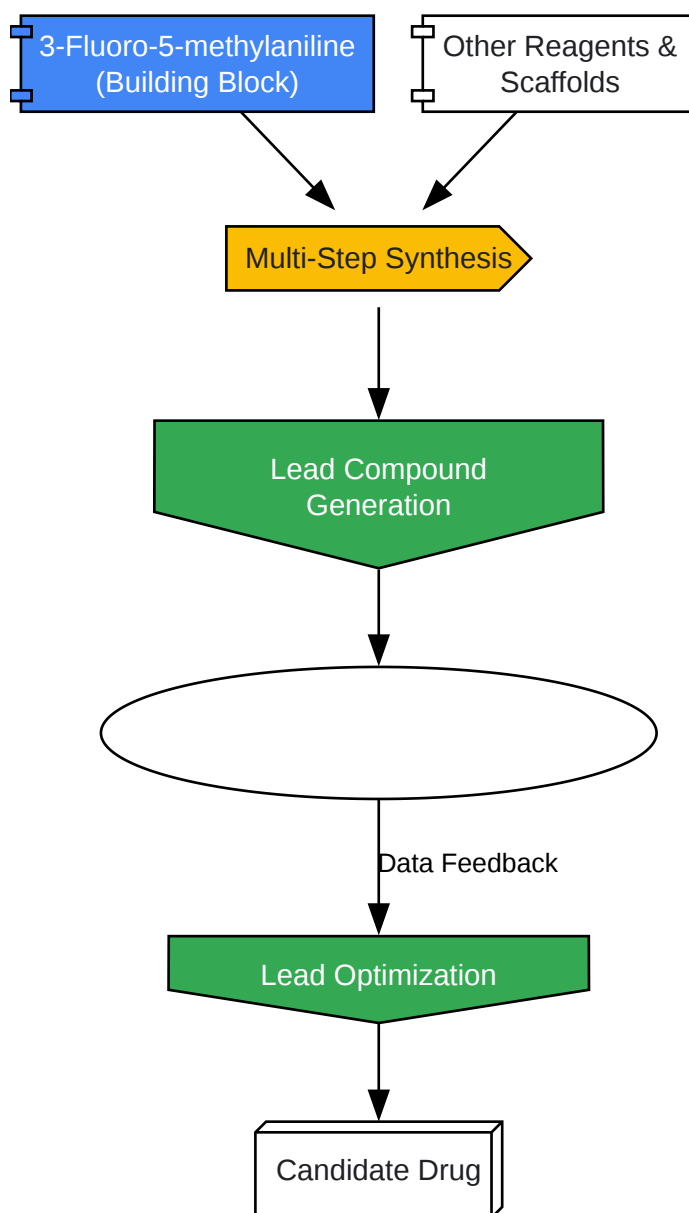 3-Fluoro-5-methylaniline
(Building Block)
Other Reagents &
Scaffolds
Multi-Step Synthesis
Lead Compound
Generation
Data Feedback
Lead Optimization
Candidate Drug